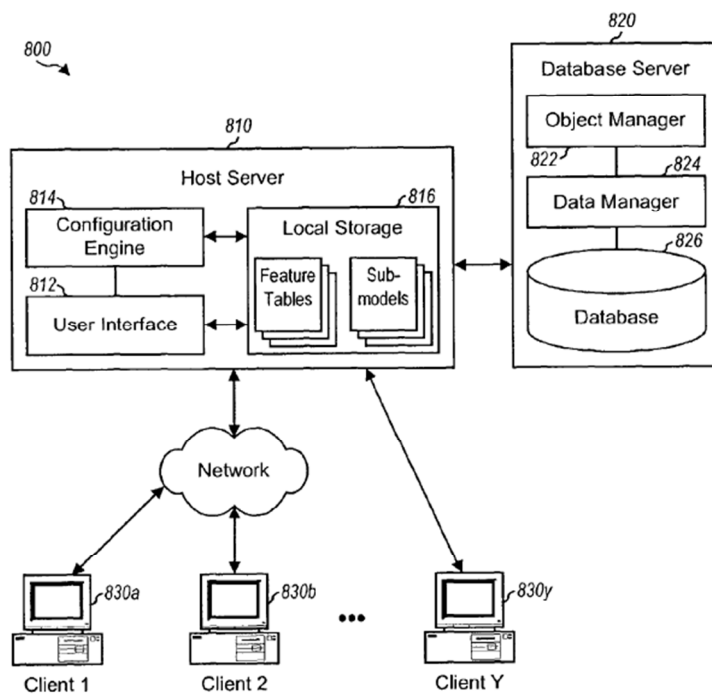 800
820
Database Server
Object Manager
822
824
Data Manager
826
Database
810
Host Server
814
Configuration
Engine
816
Local Storage
Feature
Tables
Sub-
models
812
User Interface
Network
830a
830b
•••
830y
Client 1
Client 2
Client Y